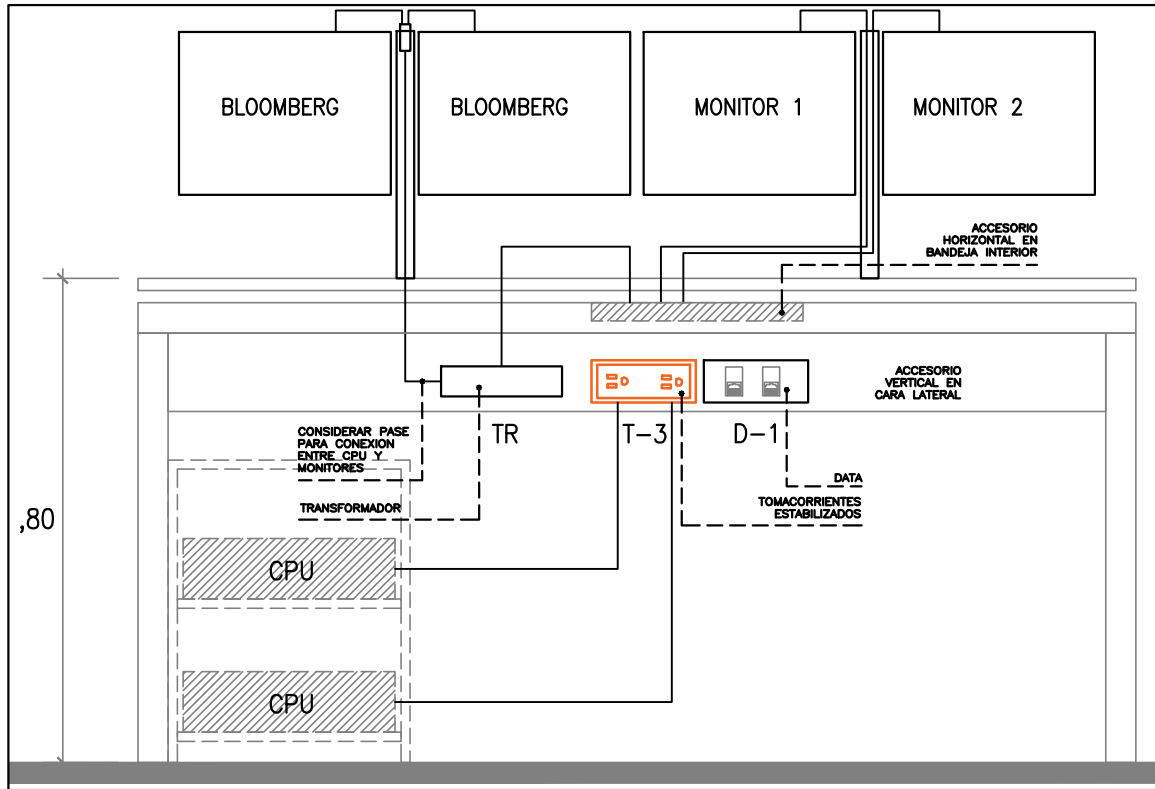 BLOOMBERG
BLOOMBERG
MONITOR 1
MONITOR 2
ACCESORIO
HORIZONTAL EN
BANDEJA INTERIOR
ACCESORIO
VERTICAL EN
CARA LATERAL
TR
T-3
D-1
CONSIDERAR PASE
PARA CONEXION
ENTRE CPU Y
MONITORES
DATA
TRANSFORMADOR
TOMACORRIENTES
ESTABILIZADOS
,80
CPU
CPU